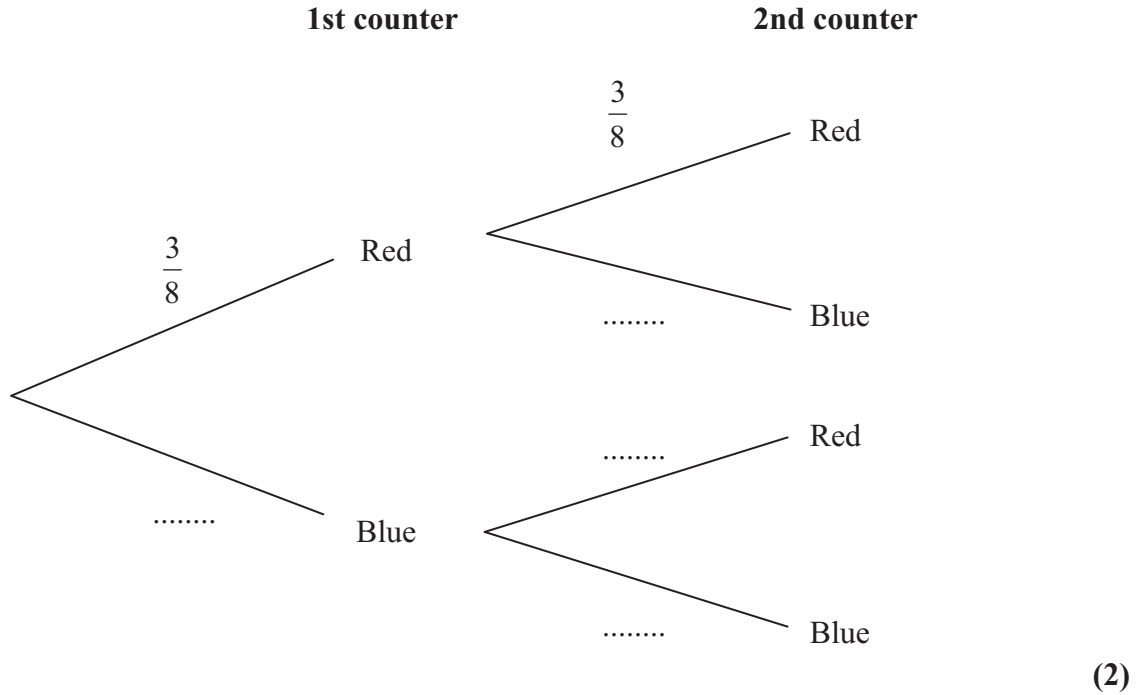 1st counter 2nd counter
3/8
Red
3/8
Red
Blue
........
Red
........
........
Blue
........
Blue
(2)